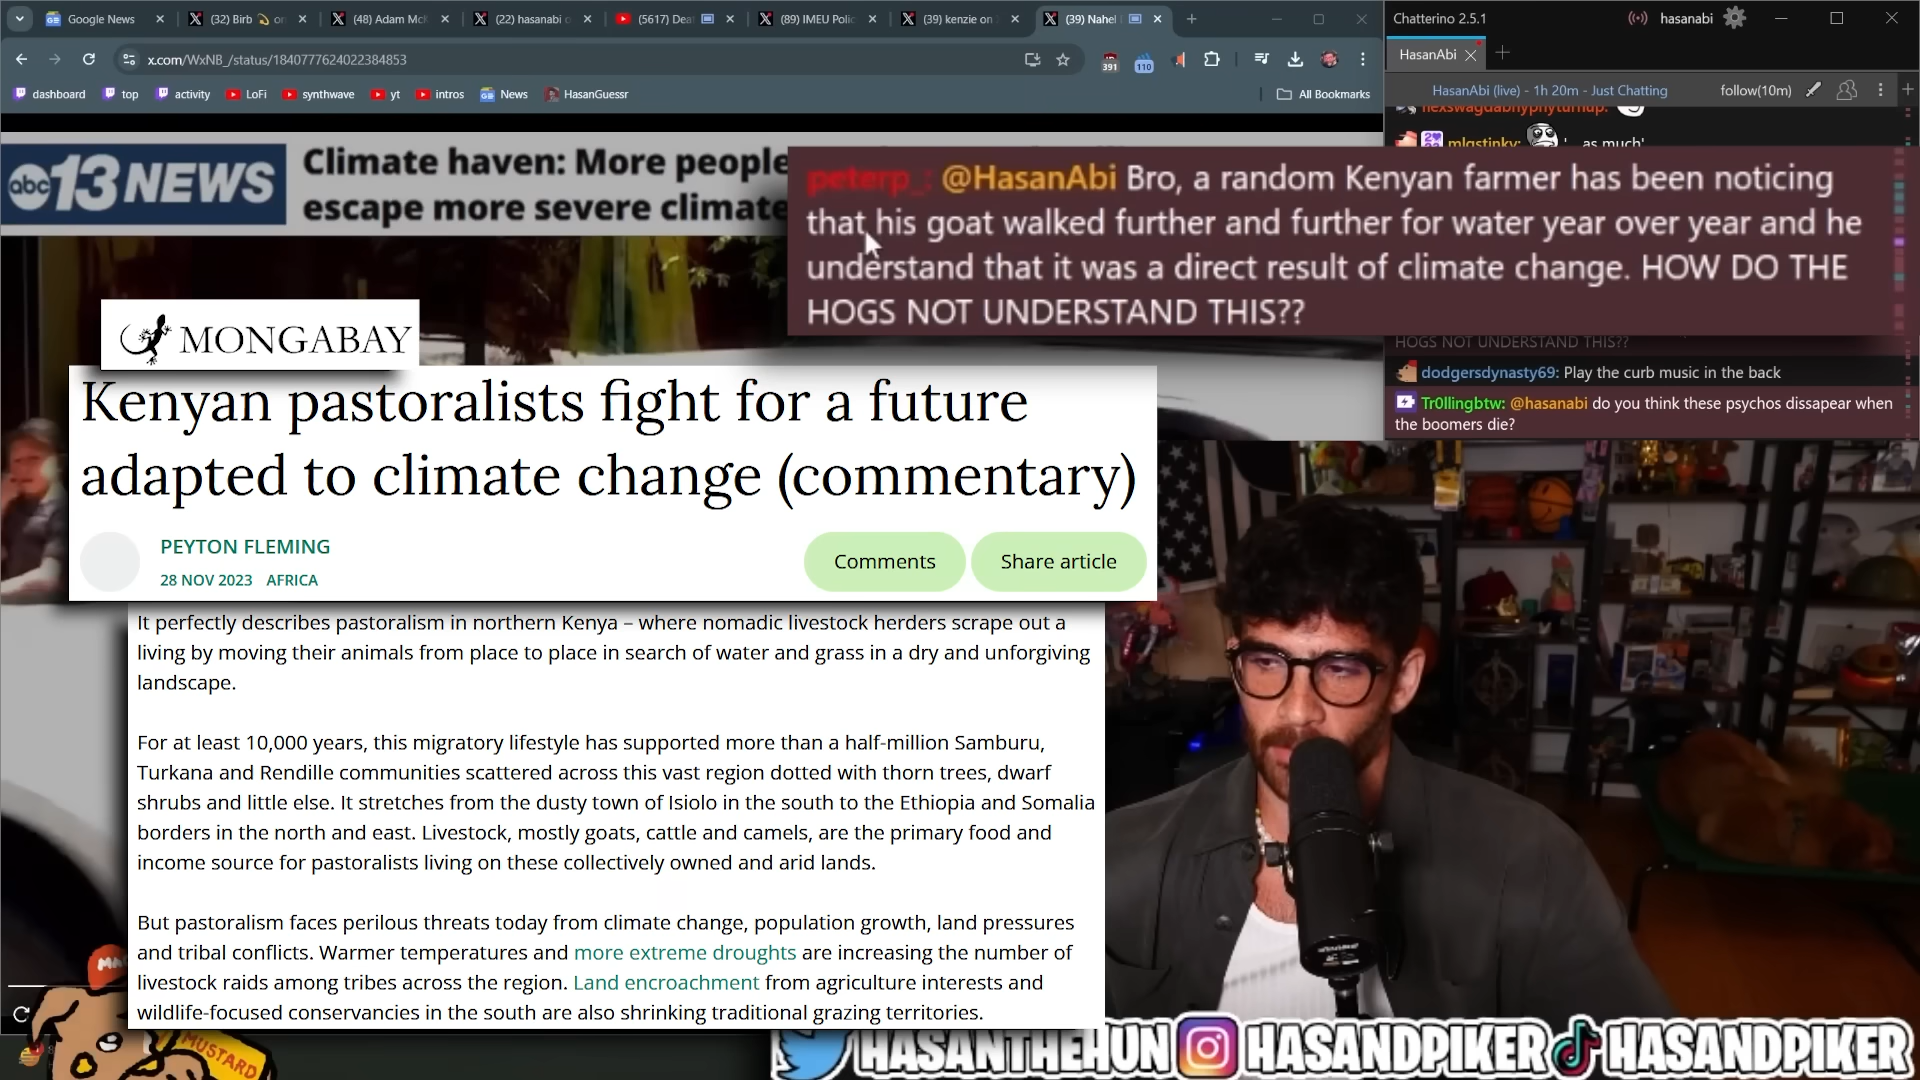 Google News
(32) Birb
on
(48) Adam Mc
(22) hasanabi
(5617) Dea
(89) IMEU Polic
(39) kenzie on
(39) Nahel
Chatterino 2.5.1
hasanabi
x.com/WxNB_/status/1840777624022384853
391
110
HasanAbi
dashboard
top
activity
LoFi
synthwave
yt
intros
News
HasanGuessr
All Bookmarks
HasanAbi (live) - 1h 20m - Just Chatting
follow(10m)
mlgstinky:
' as much'
abc 13 NEWS
Climate haven: More people
escape more severe climate
peterp_: @HasanAbi Bro, a random Kenyan farmer has been noticing
that his goat walked further and further for water year over year and he
understand that it was a direct result of climate change. HOW DO THE
HOGS NOT UNDERSTAND THIS??
HOGS NOT UNDERSTAND THIS??
dodgersdynasty69: Play the curb music in the back
Tr0llingbtw: @hasanabi do you think these psychos dissapear when
the boomers die?
MONGABAY
Kenyan pastoralists fight for a future
adapted to climate change (commentary)
PEYTON FLEMING
28 NOV 2023 AFRICA
Comments
Share article
It perfectly describes pastoralism in northern Kenya – where nomadic livestock herders scrape out a
living by moving their animals from place to place in search of water and grass in a dry and unforgiving
landscape.
For at least 10,000 years, this migratory lifestyle has supported more than a half-million Samburu,
Turkana and Rendille communities scattered across this vast region dotted with thorn trees, dwarf
shrubs and little else. It stretches from the dusty town of Isiolo in the south to the Ethiopia and Somalia
borders in the north and east. Livestock, mostly goats, cattle and camels, are the primary food and
income source for pastoralists living on these collectively owned and arid lands.
But pastoralism faces perilous threats today from climate change, population growth, land pressures
and tribal conflicts. Warmer temperatures and more extreme droughts are increasing the number of
livestock raids among tribes across the region. Land encroachment from agriculture interests and
wildlife-focused conservancies in the south are also shrinking traditional grazing territories.
MUSTARD
HASANTHEHUN
HASANDPIKER
HASANDPIKER